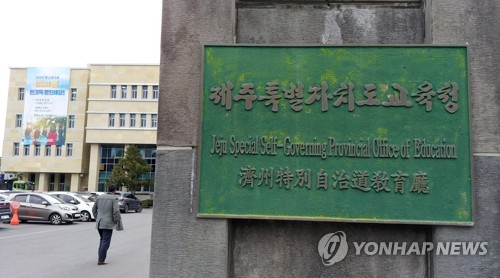 제주특별자치도교육청
Jeju Special Self-Governing Provincial Office of Education
濟州特別自治道敎育廳
YONHAP NEWS